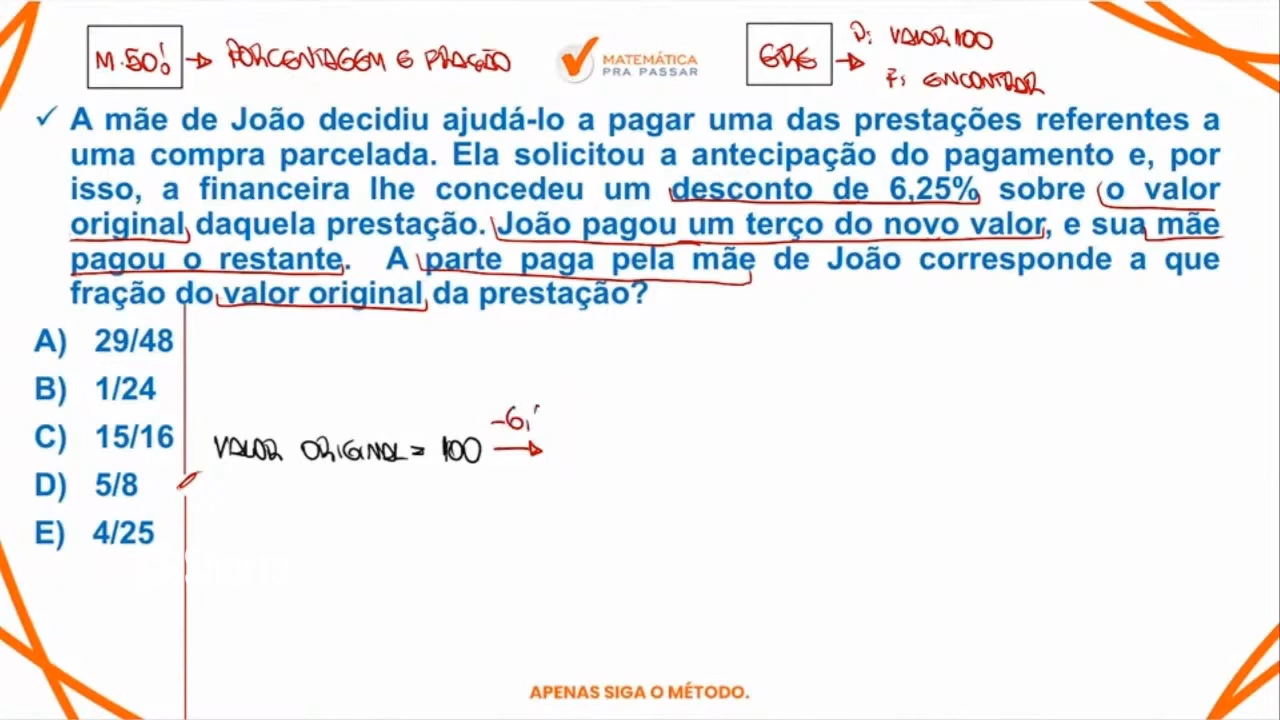 M.50! → PORCENTAGEM E FRAÇÃO
MATEMÁTICA
PRA PASSAR
D: VALOR 100
F: ENCONTRAR
✓ A mãe de João decidiu ajudá-lo a pagar uma das prestações referentes a
uma compra parcelada. Ela solicitou a antecipação do pagamento e, por
isso, a financeira lhe concedeu um desconto de 6,25% sobre o valor
original daquela prestação. João pagou um terço do novo valor, e sua mãe
pagou o restante. A parte paga pela mãe de João corresponde a que
fração do valor original da prestação?
A) 29/48
B) 1/24
C) 15/16
D) 5/8
E) 4/25
-6,
VALOR ORIGINAL = 100 →
APENAS SIGA O MÉTODO.